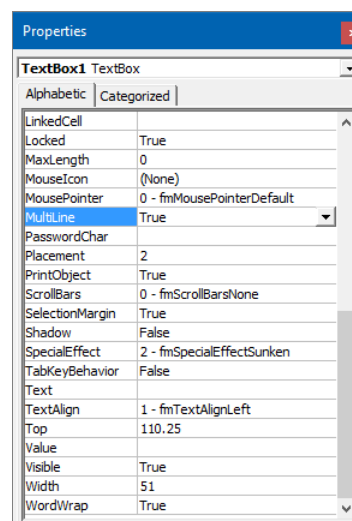 Properties
TextBox1 TextBox
Alphabetic Categorized
LinkedCell
Locked True
MaxLength 0
MouseIcon (None)
MousePointer 0 - fmMousePointerDefault
MultiLine True
PasswordChar
Placement 2
PrintObject True
ScrollBars 0 - fmScrollBarsNone
SelectionMargin True
Shadow False
SpecialEffect 2 - fmSpecialEffectSunken
TabKeyBehavior False
Text
TextAlign 1 - fmTextAlignLeft
Top 110.25
Value
Visible True
Width 51
WordWrap True